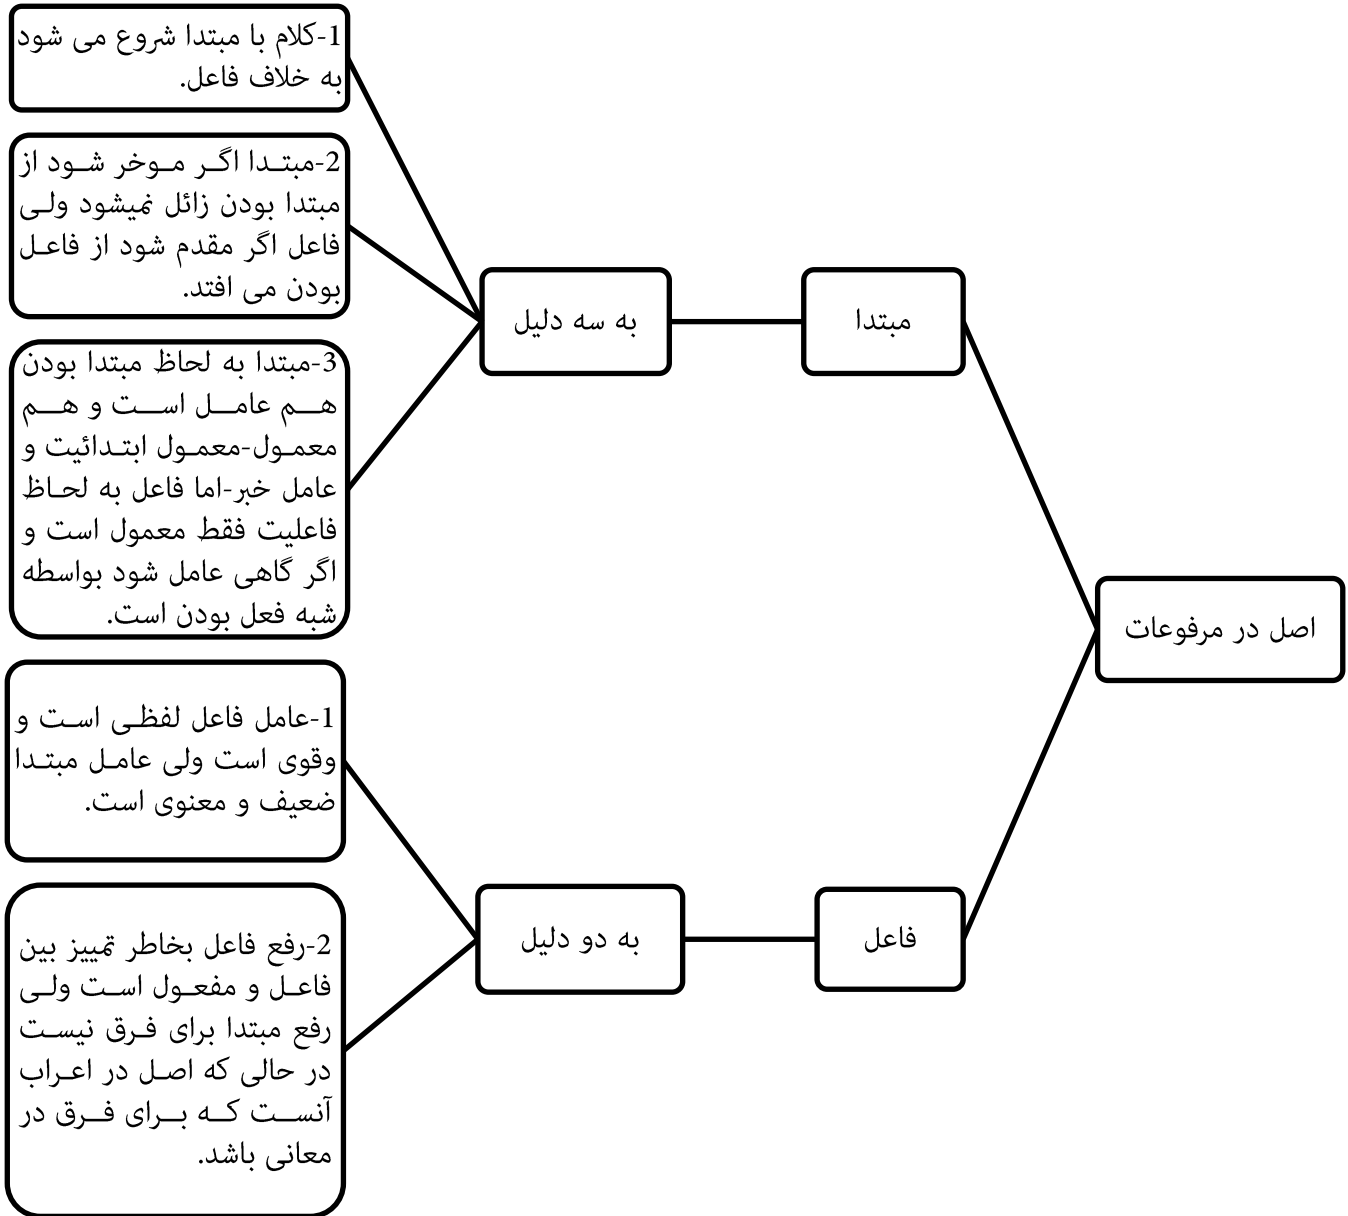 اصل در مرفوعات
مبتدا
به سه دلیل
1-کلام با مبتدا شروع می شود
به خلاف فاعل.
2-مبتدا اگر موخر شود از
مبتدا بودن زائل نمیشود ولی
فاعل اگر مقدم شود از فاعل
بودن می افتد.
3-مبتدا به لحاظ مبتدا بودن
هم عامل است و هم
معمول-معمول ابتدائیت و
عامل خبر-اما فاعل به لحاظ
فاعلیت فقط معمول است و
اگر گاهی عامل شود بواسطه
شبه فعل بودن است.
فاعل
به دو دلیل
1-عامل فاعل لفظی است و
وقوی است ولی عامل مبتدا
ضعیف و معنوی است.
2-رفع فاعل بخاطر تمییز بین
فاعل و مفعول است ولی
رفع مبتدا برای فرق نیست
در حالی که اصل در اعراب
آنست که برای فرق در
معانی باشد.